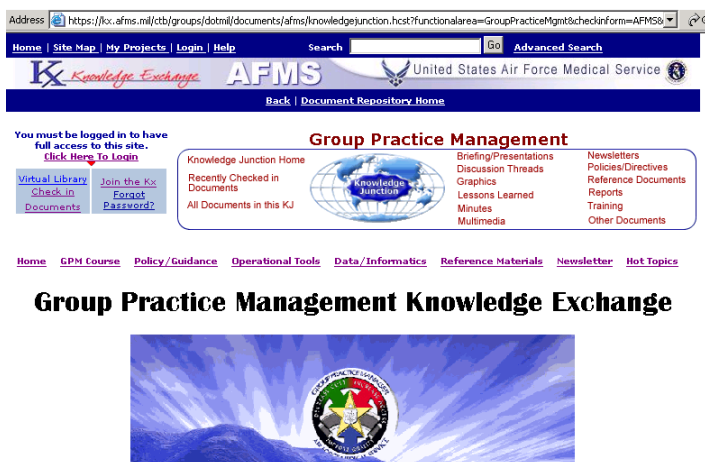 Address https://kx.afms.mil/ctb/groups/dotmil/documents/afms/knowledgejunction.hcst?functionalarea=GroupPracticeMgmt&checkinform=AFMS&
Home | Site Map | My Projects | Login | Help Search Go Advanced Search
Kx Knowledge Exchange AFMS United States Air Force Medical Service
Back | Document Repository Home
You must be logged in to have
full access to this site.
Click Here To Login
Virtual Library
Check in
Documents
Join the Kx
Forgot
Password?
Group Practice Management
Knowledge Junction Home
Recently Checked in
Documents
All Documents in this KJ
Knowledge
Junction
Briefing/Presentations
Discussion Threads
Graphics
Lessons Learned
Minutes
Multimedia
Newsletters
Policies/Directives
Reference Documents
Reports
Training
Other Documents
Home GPM Course Policy/Guidance Operational Tools Data/Informatics Reference Materials Newsletter Hot Topics
Group Practice Management Knowledge Exchange
GROUP PRACTICE MANAGER